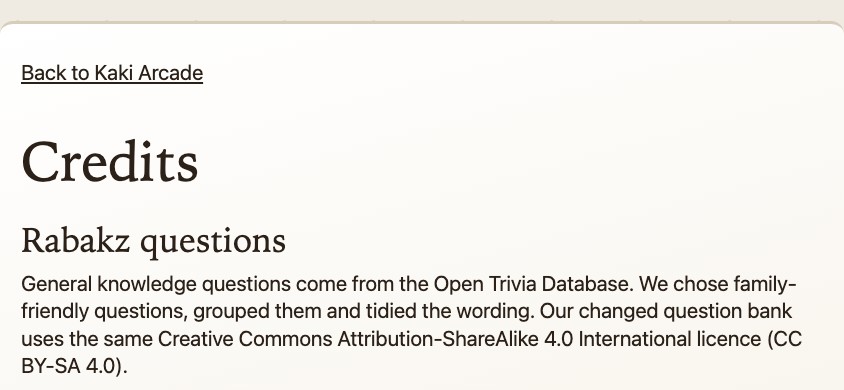 Back to Kaki Arcade
Credits
Rabakz questions
General knowledge questions come from the Open Trivia Database. We chose family-
friendly questions, grouped them and tidied the wording. Our changed question bank
uses the same Creative Commons Attribution-ShareAlike 4.0 International licence (CC
BY-SA 4.0).